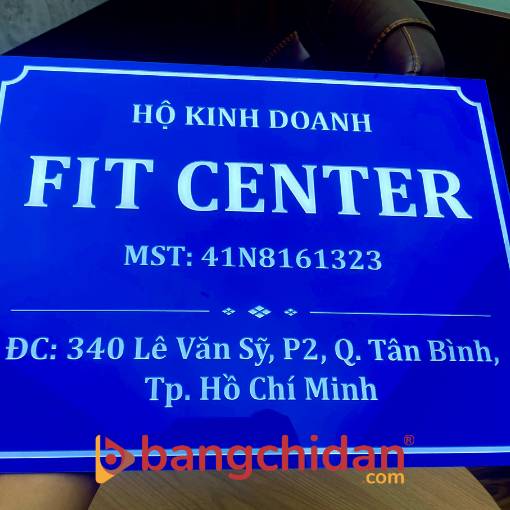 HỘ KINH DOANH
FIT CENTER
MST: 41N8161323
ĐC: 340 Lê Văn Sỹ, P2, Q. Tân Bình,
Tp. Hồ Chí Minh
bangchidan®
.com